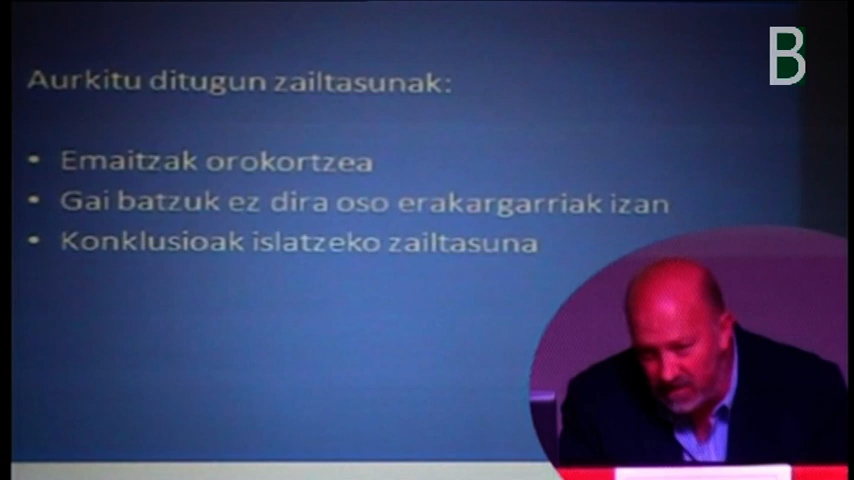 B
Aurkitu ditugun zailtasunak:
• Emaitzak orokortzea
• Gai batzuk ez dira oso erakargarriak izan
• Konklusioak islatzeko zailtasuna